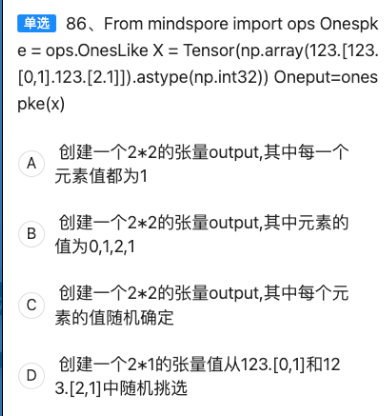 单选 86、From mindspore import ops Onespk
e = ops.OnesLike X = Tensor(np.array(123.[123.
[0,1].123.[2.1]]).astype(np.int32)) Oneput=ones
pke(x)
A 创建一个2*2的张量output,其中每一个
元素值都为1
B 创建一个2*2的张量output,其中元素的
值为0,1,2,1
C 创建一个2*2的张量output,其中每个元
素的值随机确定
D 创建一个2*1的张量值从123.[0,1]和12
3.[2,1]中随机挑选